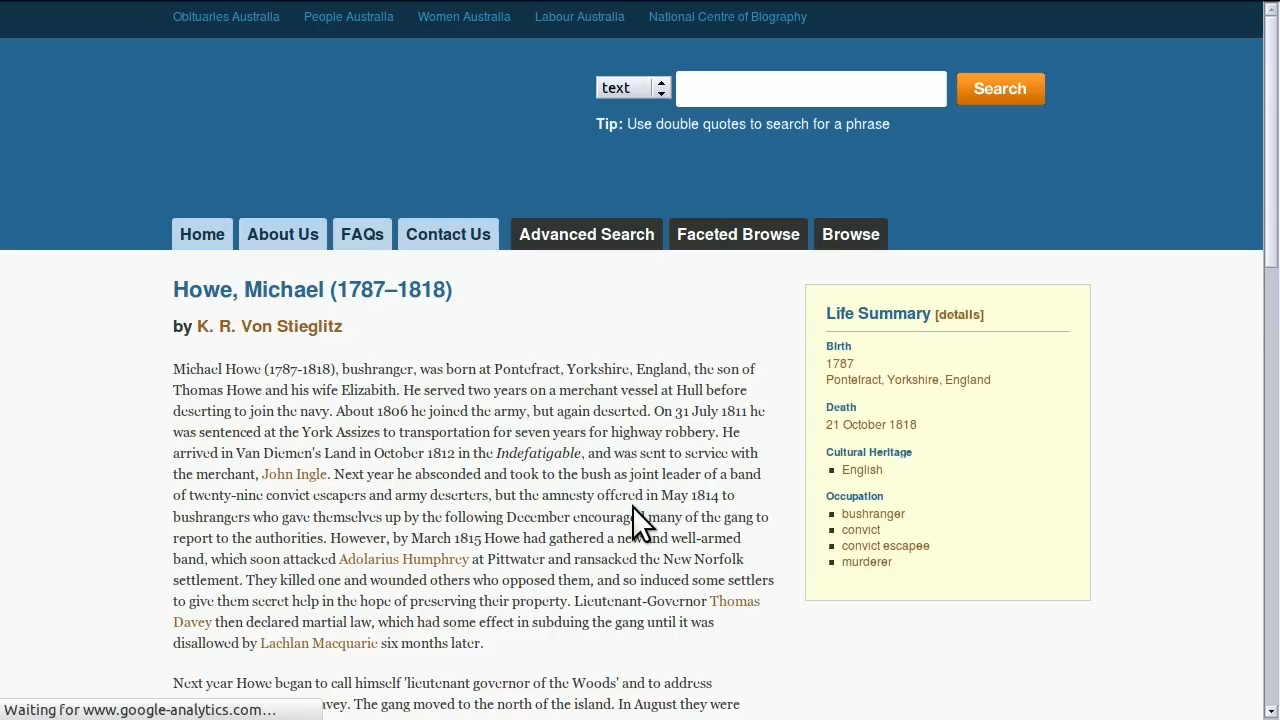 Obituaries Australia People Australia Women Australia Labour Australia National Centre of Biography
text Search
Tip: Use double quotes to search for a phrase
Home About Us FAQs Contact Us Advanced Search Faceted Browse Browse
Howe, Michael (1787–1818)
by K. R. Von Stieglitz
Michael Howe (1787-1818), bushranger, was born at Pontefract, Yorkshire, England, the son of
Thomas Howe and his wife Elizabith. He served two years on a merchant vessel at Hull before
deserting to join the navy. About 1806 he joined the army, but again deserted. On 31 July 1811 he
was sentenced at the York Assizes to transportation for seven years for highway robbery. He
arrived in Van Diemen's Land in October 1812 in the Indefatigable, and was sent to service with
the merchant, John Ingle. Next year he absconded and took to the bush as joint leader of a band
of twenty-nine convict escapers and army deserters, but the amnesty offered in May 1814 to
bushrangers who gave themselves up by the following December many of the gang to
report to the authorities. However, by March 1815 Howe had gathered a and well-armed
band, which soon attacked Adolarius Humphrey at Pittwater and ransacked the New Norfolk
settlement. They killed one and wounded others who opposed them, and so induced some settlers
to give them secret help in the hope of preserving their property. Lieutenant-Governor Thomas
Davey then declared martial law, which had some effect in subduing the gang until it was
disallowed by Lachlan Macquarie six months later.
Next year Howe began to call himself 'lieutenant governor of the Woods' and to address
The gang moved to the north of the island. In August they were
Life Summary [details]
Birth
1787
Pontefract, Yorkshire, England
Death
21 October 1818
Cultural Heritage
English
Occupation
bushranger
convict
convict escapee
murderer
Waiting for www.google-analytics.com…